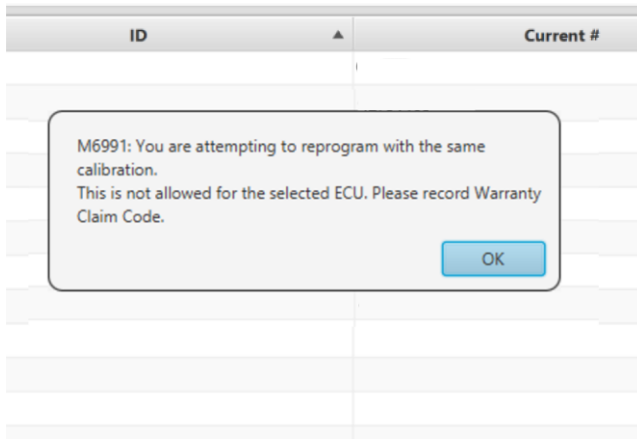 ID
Current #
M6991: You are attempting to reprogram with the same
calibration.
This is not allowed for the selected ECU. Please record Warranty
Claim Code.
OK